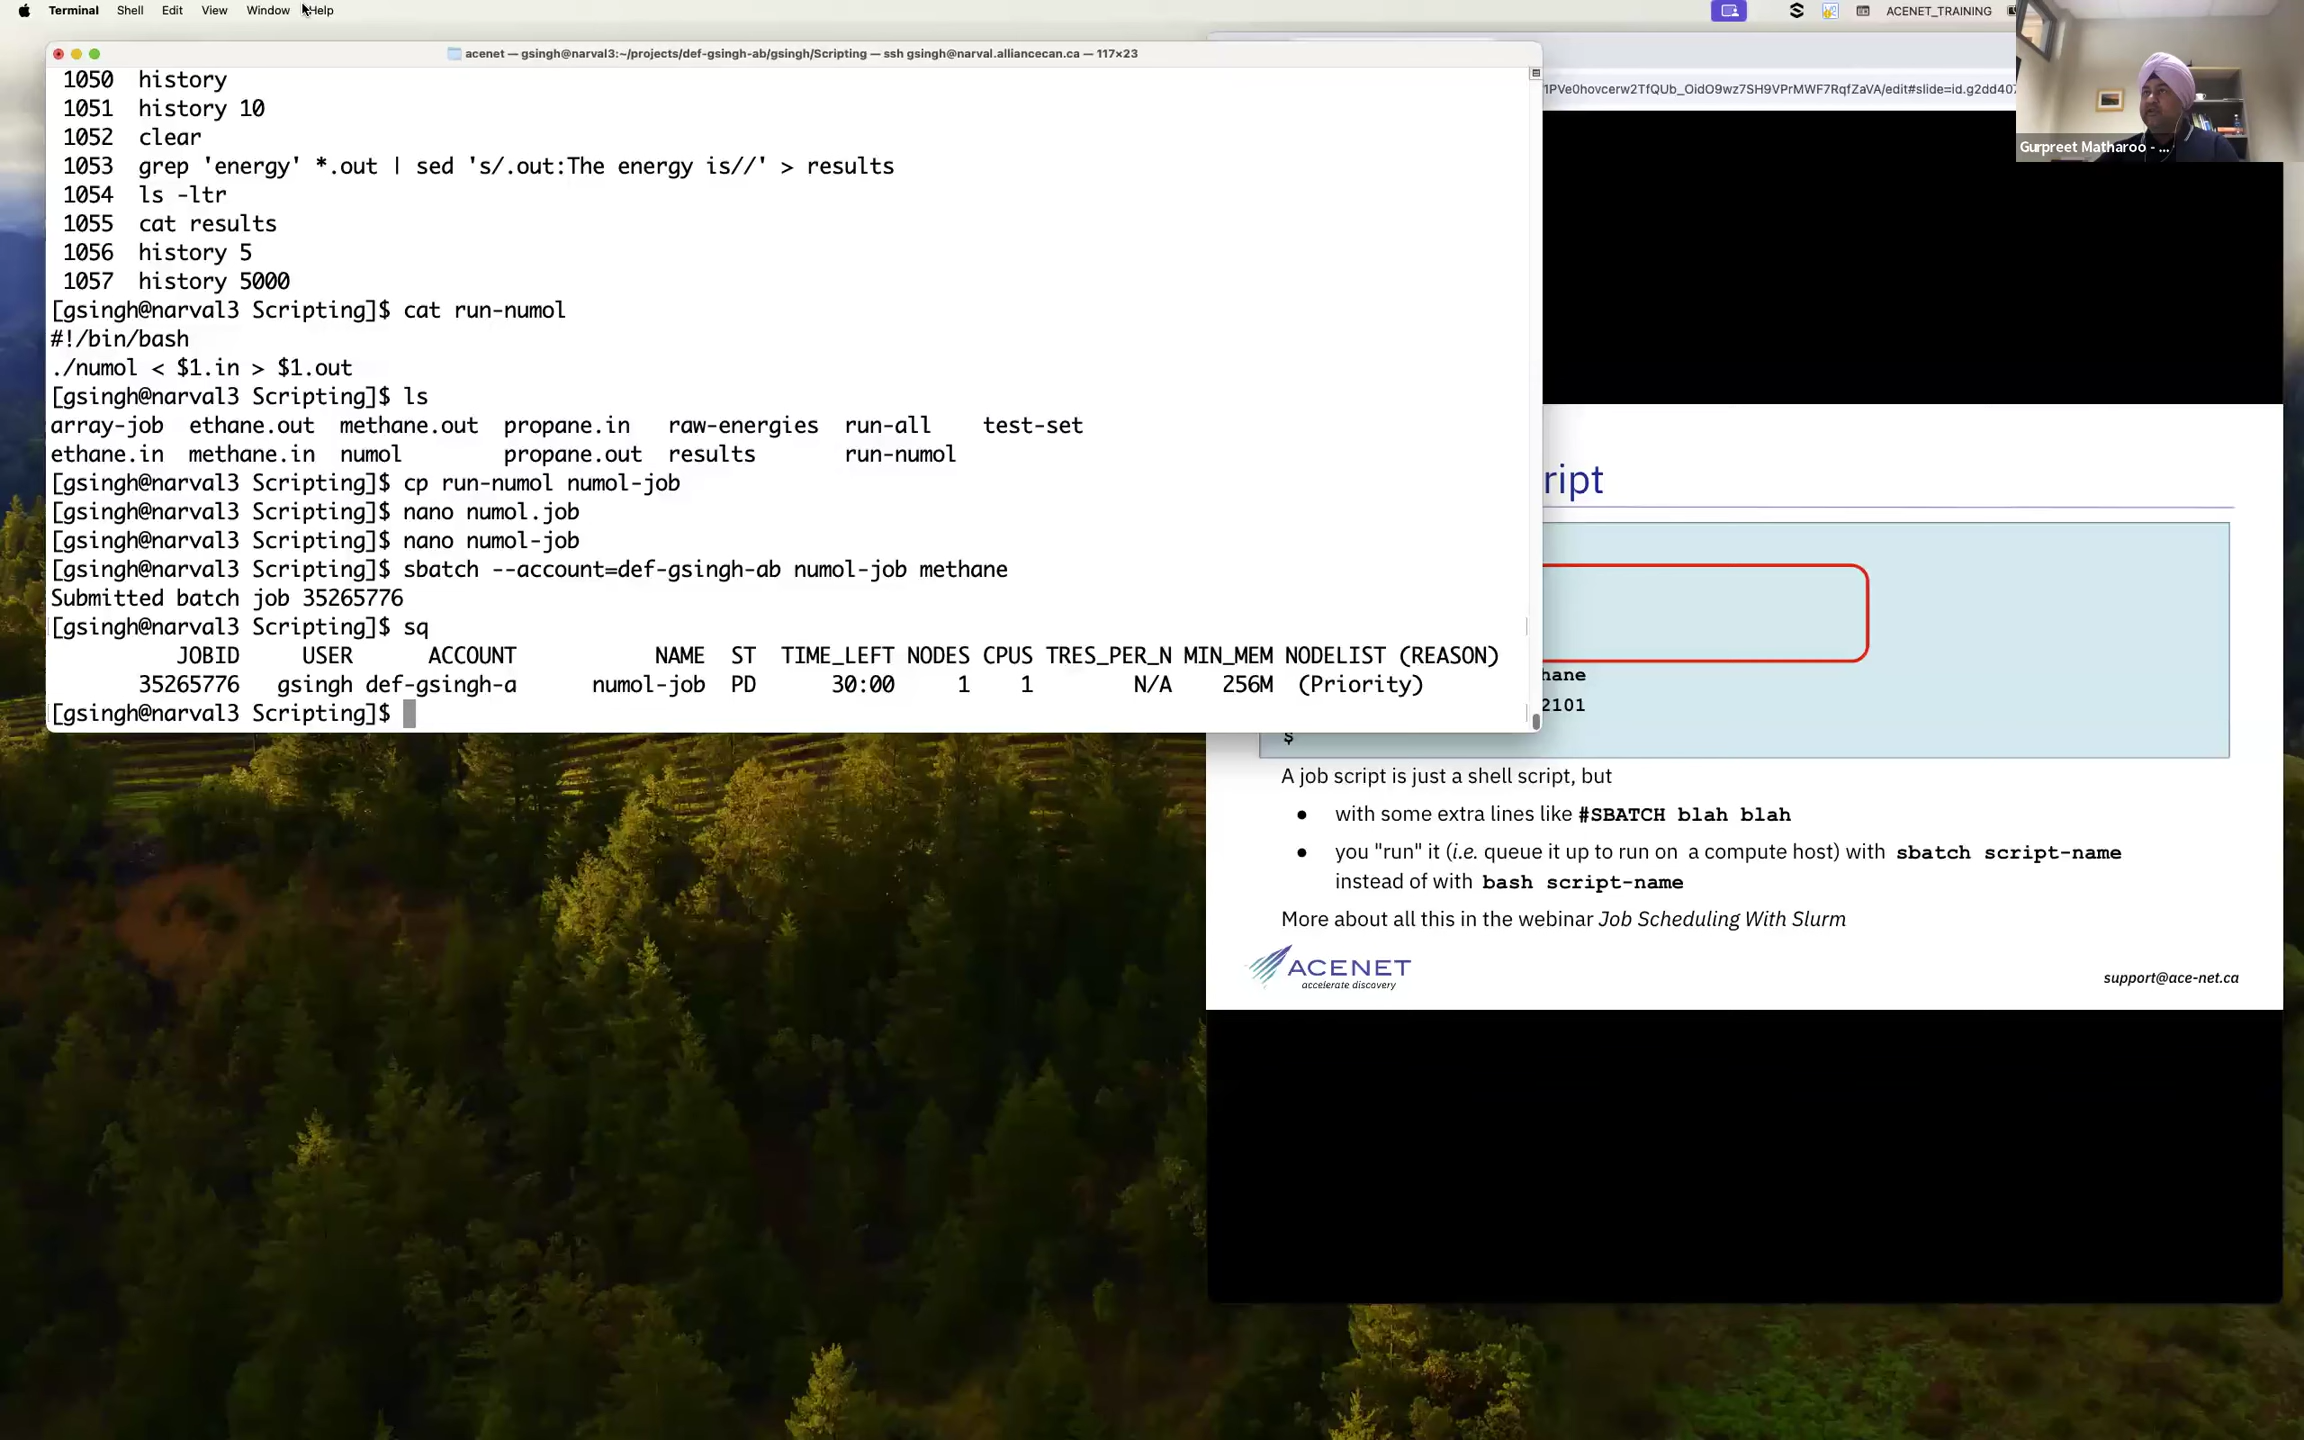 Terminal Shell Edit View Window Help
ACENET_TRAINING
acenet — gsingh@narval3:~/projects/def-gsingh-ab/gsingh/Scripting — ssh gsingh@narval.alliancecan.ca — 117×23
1050 history
1051 history 10
1052 clear
1053 grep 'energy' *.out | sed 's/.out:The energy is//' > results
1054 ls -ltr
1055 cat results
1056 history 5
1057 history 5000
[gsingh@narval3 Scripting]$ cat run-numol
#!/bin/bash
./numol < $1.in > $1.out
[gsingh@narval3 Scripting]$ ls
array-job ethane.out methane.out propane.in raw-energies run-all test-set
ethane.in methane.in numol propane.out results run-numol
[gsingh@narval3 Scripting]$ cp run-numol numol-job
[gsingh@narval3 Scripting]$ nano numol.job
[gsingh@narval3 Scripting]$ nano numol-job
[gsingh@narval3 Scripting]$ sbatch --account=def-gsingh-ab numol-job methane
Submitted batch job 35265776
[gsingh@narval3 Scripting]$ sq
JOBID USER ACCOUNT NAME ST TIME_LEFT NODES CPUS TRES_PER_N MIN_MEM NODELIST (REASON)
35265776 gsingh def-gsingh-a numol-job PD 30:00 1 1 N/A 256M (Priority)
[gsingh@narval3 Scripting]$
1PVe0hovcerw2TfQUb_OidO9wz7SH9VPrMWF7RqfZaVA/edit#slide=id.g2dd407
Gurpreet Matharoo - ...
ript
hane
2101
$
A job script is just a shell script, but
● with some extra lines like #SBATCH blah blah
● you "run" it (i.e. queue it up to run on a compute host) with sbatch script-name
instead of with bash script-name
More about all this in the webinar Job Scheduling With Slurm
ACENET
accelerate discovery
support@ace-net.ca